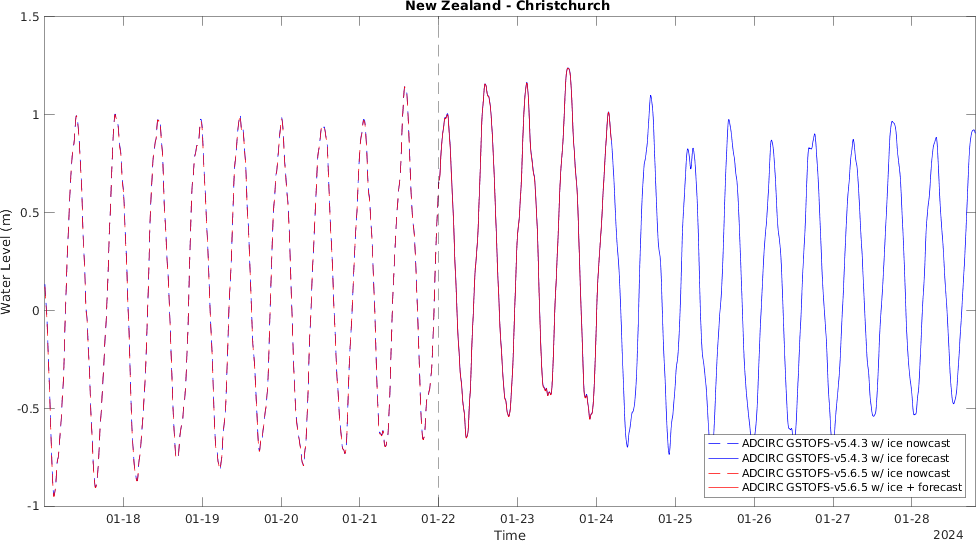 New Zealand - Christchurch
1.5
1
0.5
0
-0.5
-1
Water Level (m)
ADCIRC GSTOFS-v5.4.3 w/ ice nowcast
ADCIRC GSTOFS-v5.4.3 w/ ice forecast
ADCIRC GSTOFS-v5.6.5 w/ ice nowcast
ADCIRC GSTOFS-v5.6.5 w/ ice + forecast
01-18 01-19 01-20 01-21 01-22 01-23 01-24 01-25 01-26 01-27 01-28
Time
2024